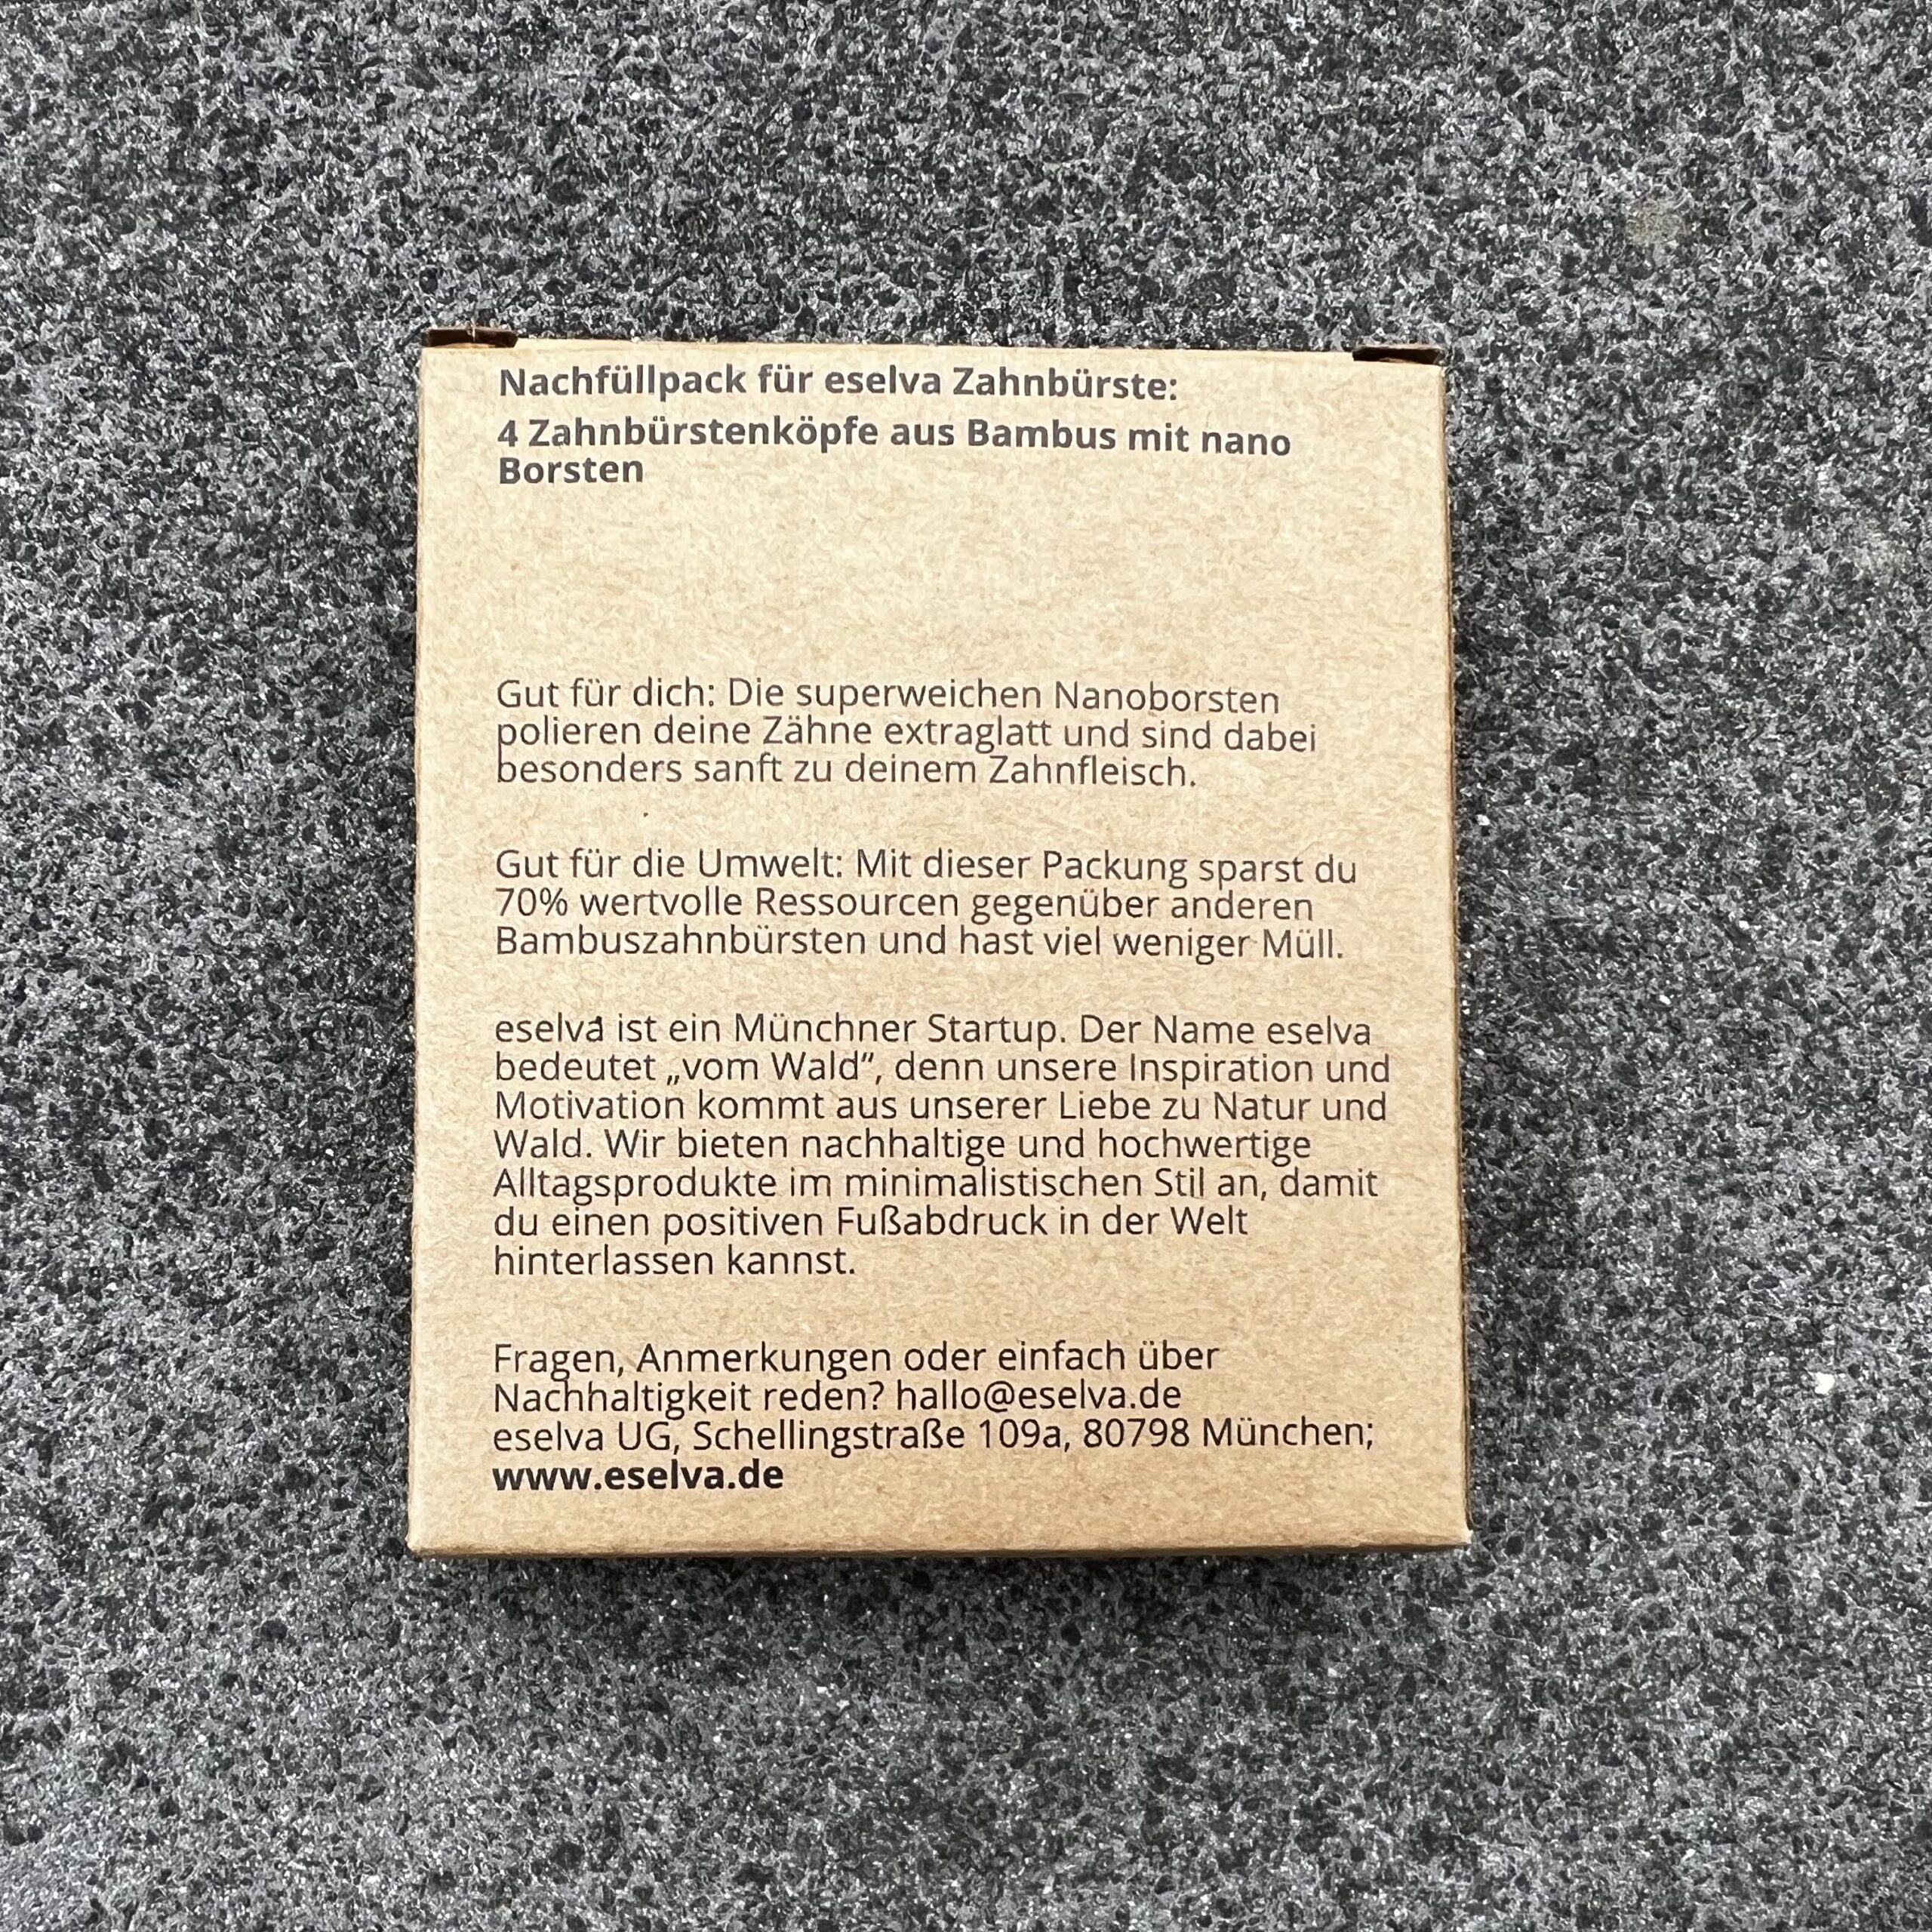 Nachfüllpack für eselva Zahnbürste:
4 Zahnbürstenköpfe aus Bambus mit nano
Borsten
Gut für dich: Die superweichen Nanoborsten
polieren deine Zähne extraglatt und sind dabei
besonders sanft zu deinem Zahnfleisch.
Gut für die Umwelt: Mit dieser Packung sparst du
70% wertvolle Ressourcen gegenüber anderen
Bambuszahnbürsten und hast viel weniger Müll.
eselva ist ein Münchner Startup. Der Name eselva
bedeutet „vom Wald“, denn unsere Inspiration und
Motivation kommt aus unserer Liebe zu Natur und
Wald. Wir bieten nachhaltige und hochwertige
Alltagsprodukte im minimalistischen Stil an, damit
du einen positiven Fußabdruck in der Welt
hinterlassen kannst.
Fragen, Anmerkungen oder einfach über
Nachhaltigkeit reden? hallo@eselva.de
eselva UG, Schellingstraße 109a, 80798 München;
www.eselva.de